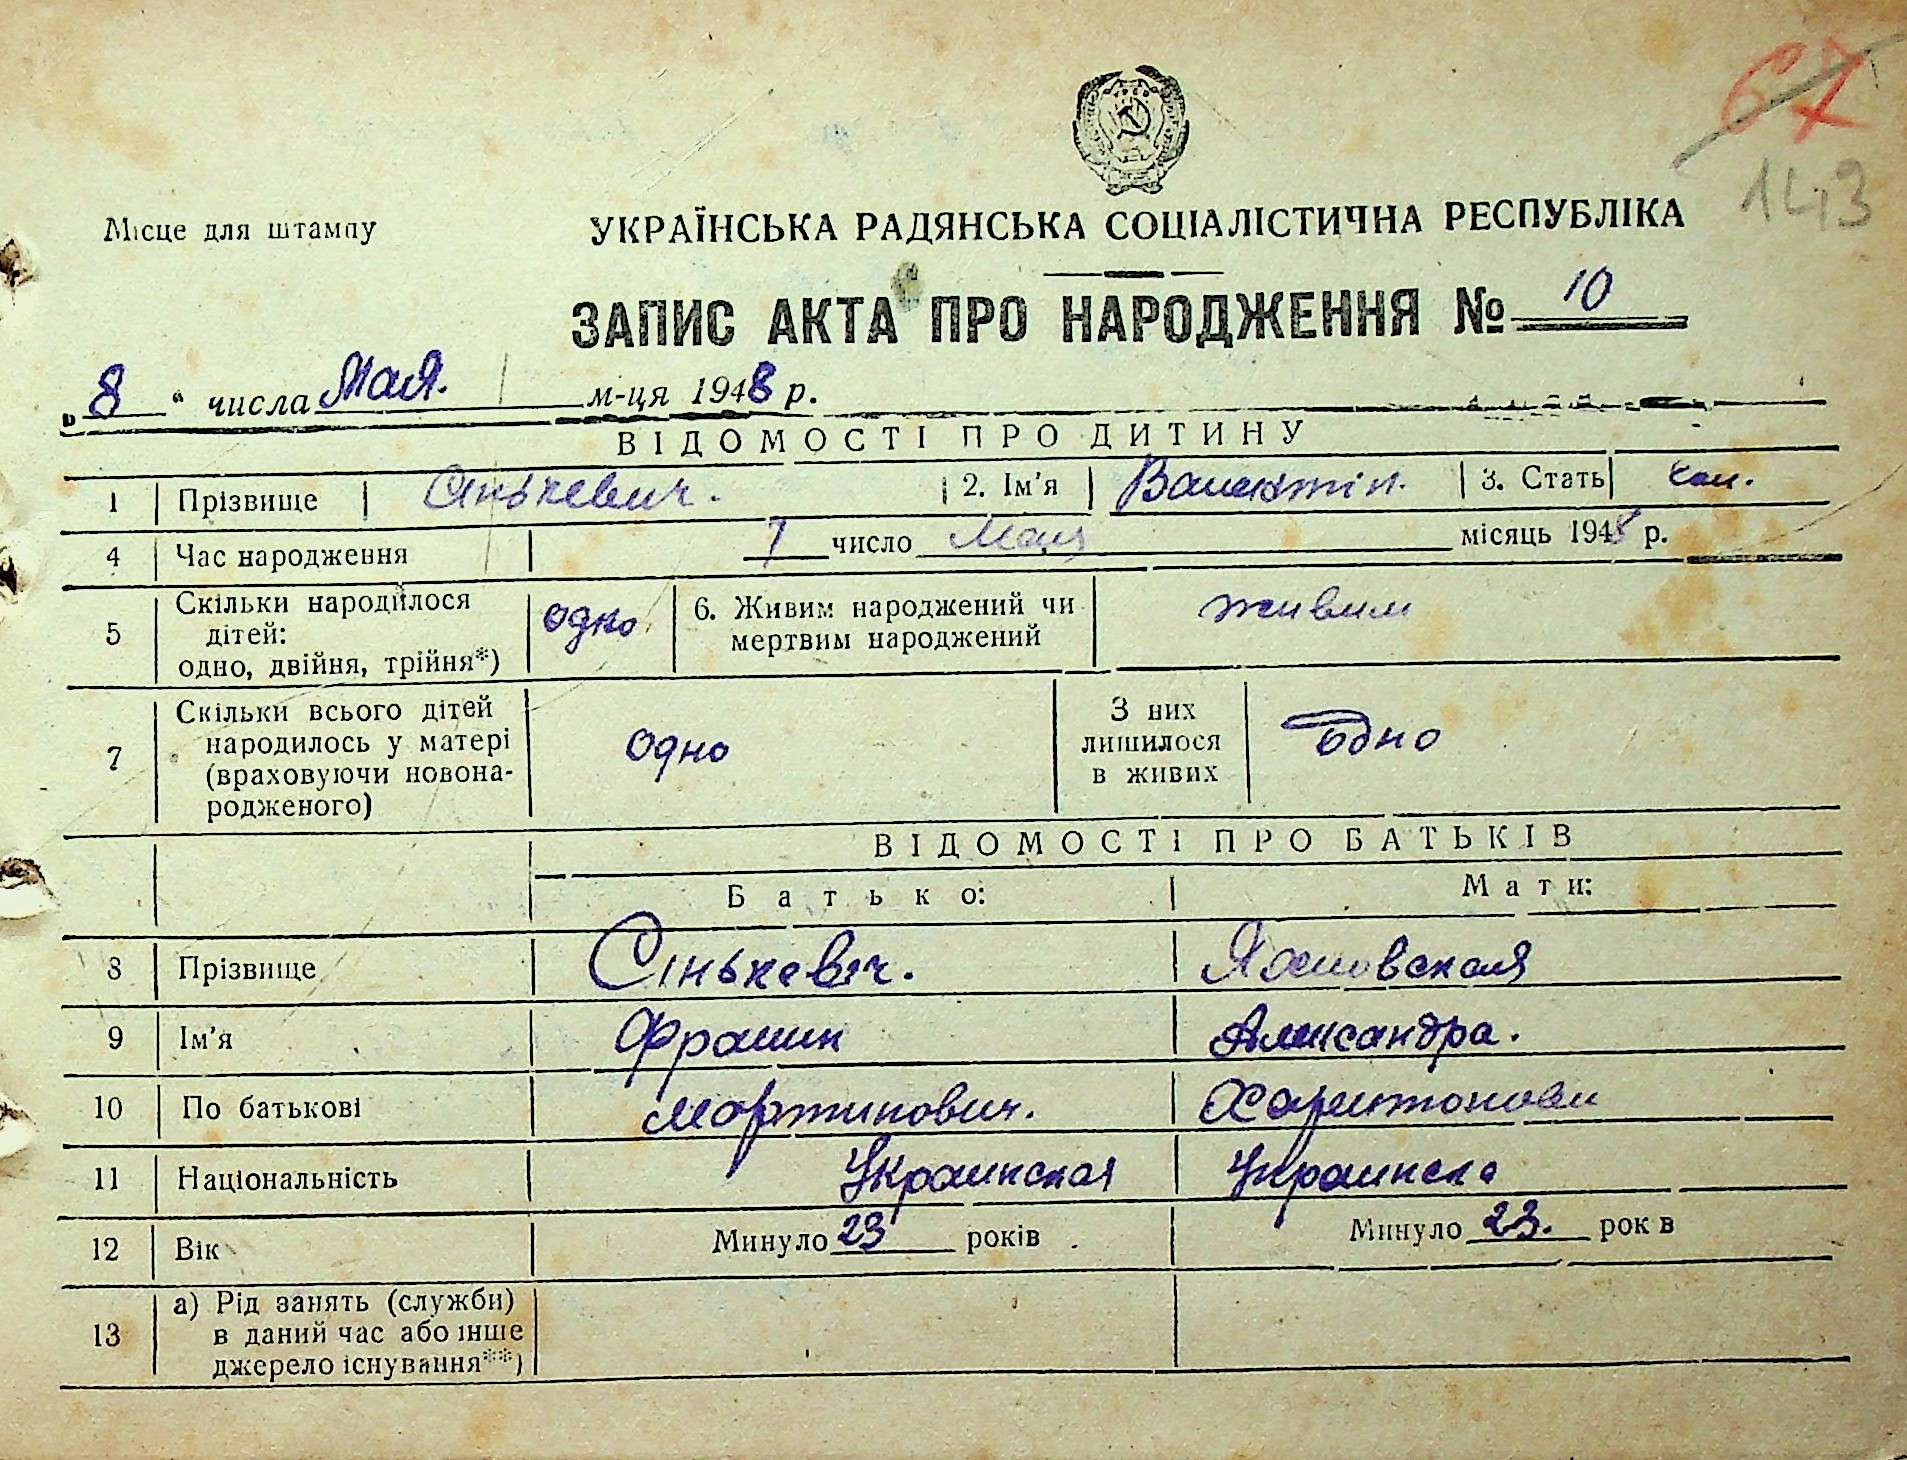 67
143
Місце для штампу
УКРАЇНСЬКА РАДЯНСЬКА СОЦІАЛІСТИЧНА РЕСПУБЛІКА
ЗАПИС АКТА ПРО НАРОДЖЕННЯ № 10
„8“ числа Мая. м-ця 1948 р.
ВІДОМОСТІ ПРО ДИТИНУ
1 Прізвище Сінькевич. 2. Ім'я 3. Стать чол.
4 Час народження 7 число Мая місяць 1948 р.
5 Скільки народилося дітей: одно, двійня, трійня*) одно 6. Живим народжений чи мертвим народжений живим
7 Скільки всього дітей народилось у матері (враховуючи новонародженого) одно З них лишилося в живих одно
ВІДОМОСТІ ПРО БАТЬКІВ
Батько: Мати:
8 Прізвище Сінькевіч.
9 Ім'я Александра.
10 По батькові Мартинович. Харитонови
11 Національність Украинская Украинска
12 Вік Минуло 23 років Минуло 23. рок в
13 а) Рід занять (служби) в даний час або інше джерело існування**)